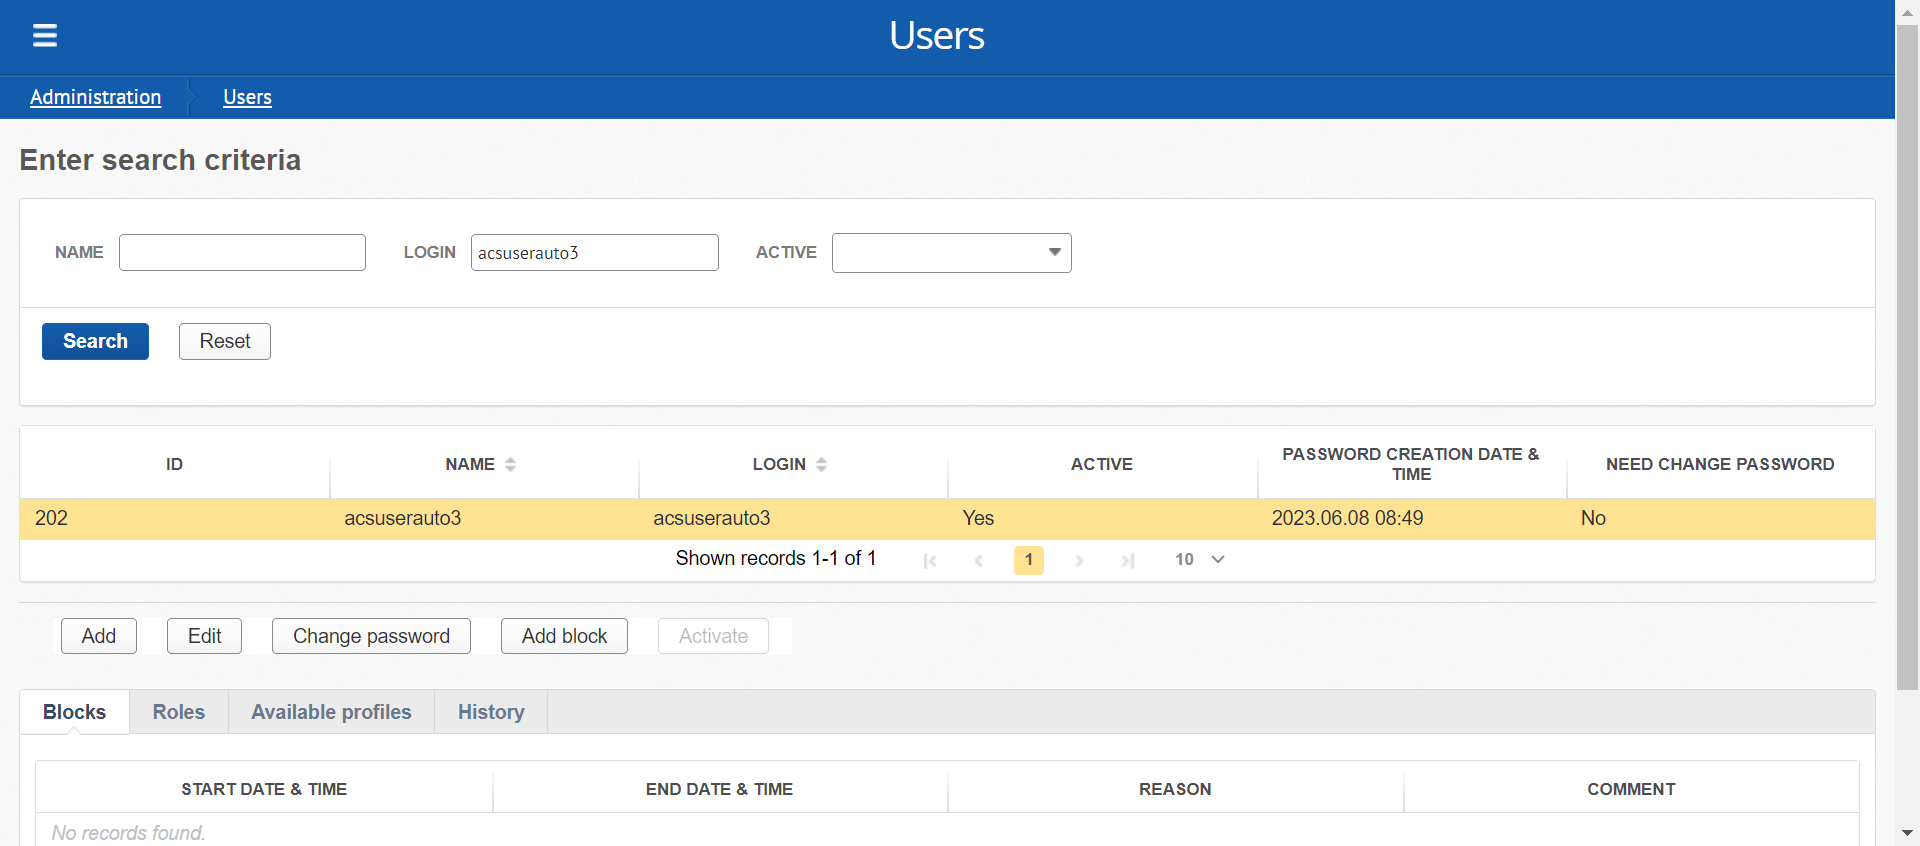 Users
Administration Users
Enter search criteria
NAME LOGIN acsuserauto3 ACTIVE
Search Reset
ID NAME LOGIN ACTIVE PASSWORD CREATION DATE & TIME NEED CHANGE PASSWORD
202 acsuserauto3 acsuserauto3 Yes 2023.06.08 08:49 No
Shown records 1-1 of 1 1 10
Add Edit Change password Add block Activate
Blocks Roles Available profiles History
START DATE & TIME END DATE & TIME REASON COMMENT
No records found.